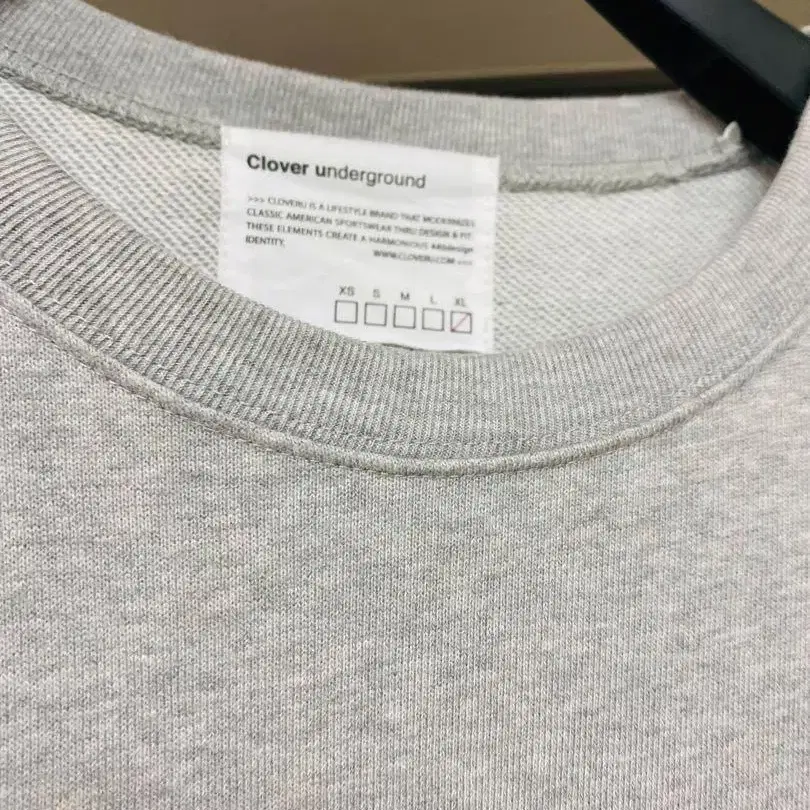 Clover underground
>>> CLOVERU IS A LIFESTYLE BRAND THAT MODERNIZES
CLASSIC AMERICAN SPORTSWEAR THRU DESIGN & FIT.
THESE ELEMENTS CREATE A HARMONIOUS design
IDENTITY. WWW.CLOVERU.COM
XS S M L XL